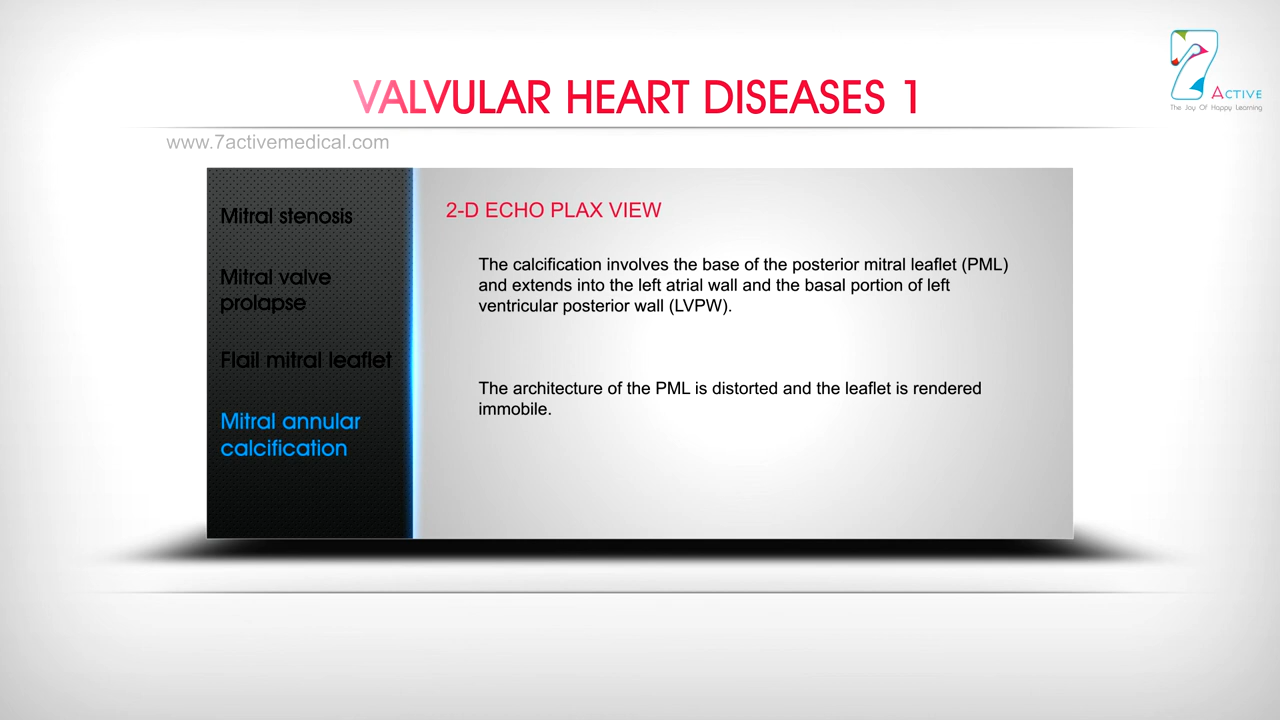 VALVULAR HEART DISEASES 1
7 ACTIVE
The Joy Of Happy Learning
www.7activemedical.com
Mitral stenosis
Mitral valve
prolapse
Flail mitral leaflet
Mitral annular
calcification
2-D ECHO PLAX VIEW
The calcification involves the base of the posterior mitral leaflet (PML)
and extends into the left atrial wall and the basal portion of left
ventricular posterior wall (LVPW).
The architecture of the PML is distorted and the leaflet is rendered
immobile.